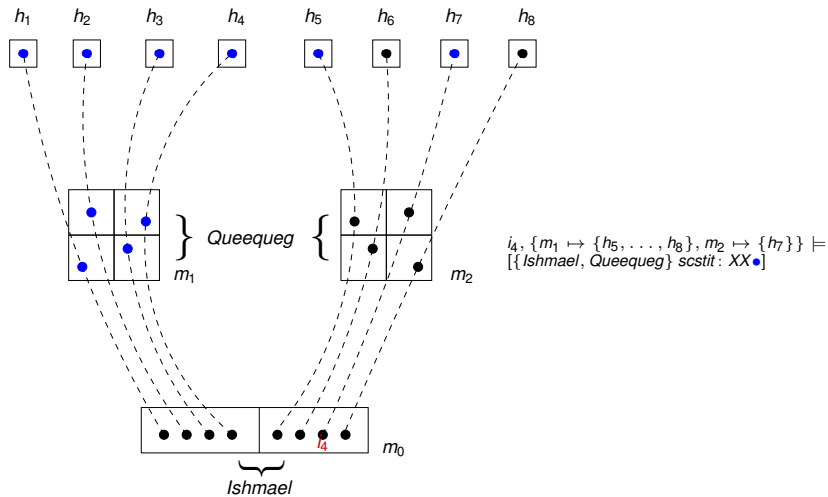 h₁ h₂ h₃ h₄ h₅ h₆ h₇ h₈
Queequeg
m₁ m₂
i₄, {m₁ ↦ {h₅, . . . , h₈}, m₂ ↦ {h₇}} ⊨
[{Ishmael, Queequeg} scstit : XX●]
i₄
m₀
Ishmael